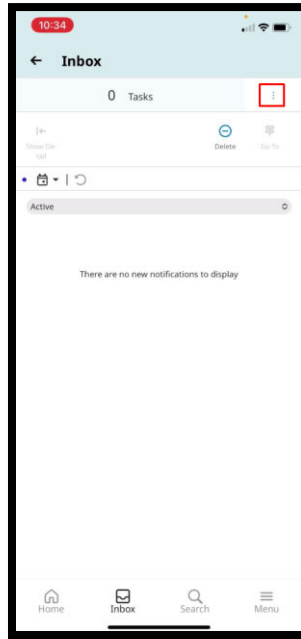 10:34
Inbox
0 Tasks
Show De-
tail
Delete
Go-To
Active
There are no new notifications to display
Home
Inbox
Search
Menu